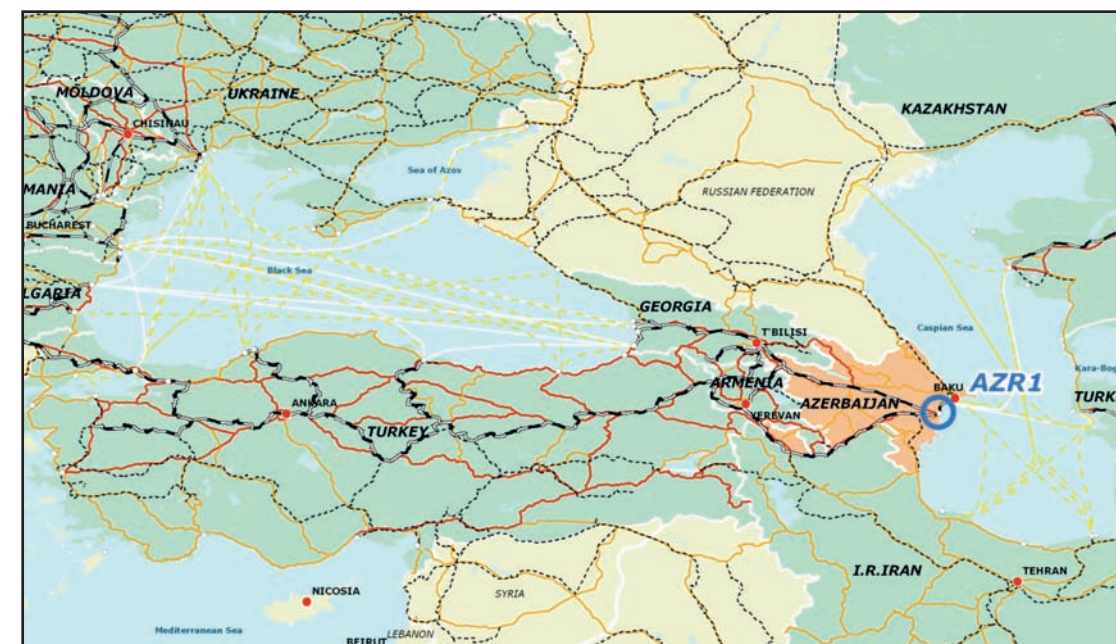 MOLDOVA
UKRAINE
KAZAKHSTAN
CHISINAU
Sea of Azov
MANIA
RUSSIAN FEDERATION
BUCHAREST
Black Sea
LGARIA
GEORGIA
Caspian Sea
T'BILISI
Kara-Bog
ARMENIA
BAKU
AZR1
ANKARA
AZERBAIJAN
TURK
YEREVAN
TURKEY
I.R.IRAN
TEHRAN
NICOSIA
SYRIA
Mediterranean Sea
LEBANON
BEIRUT